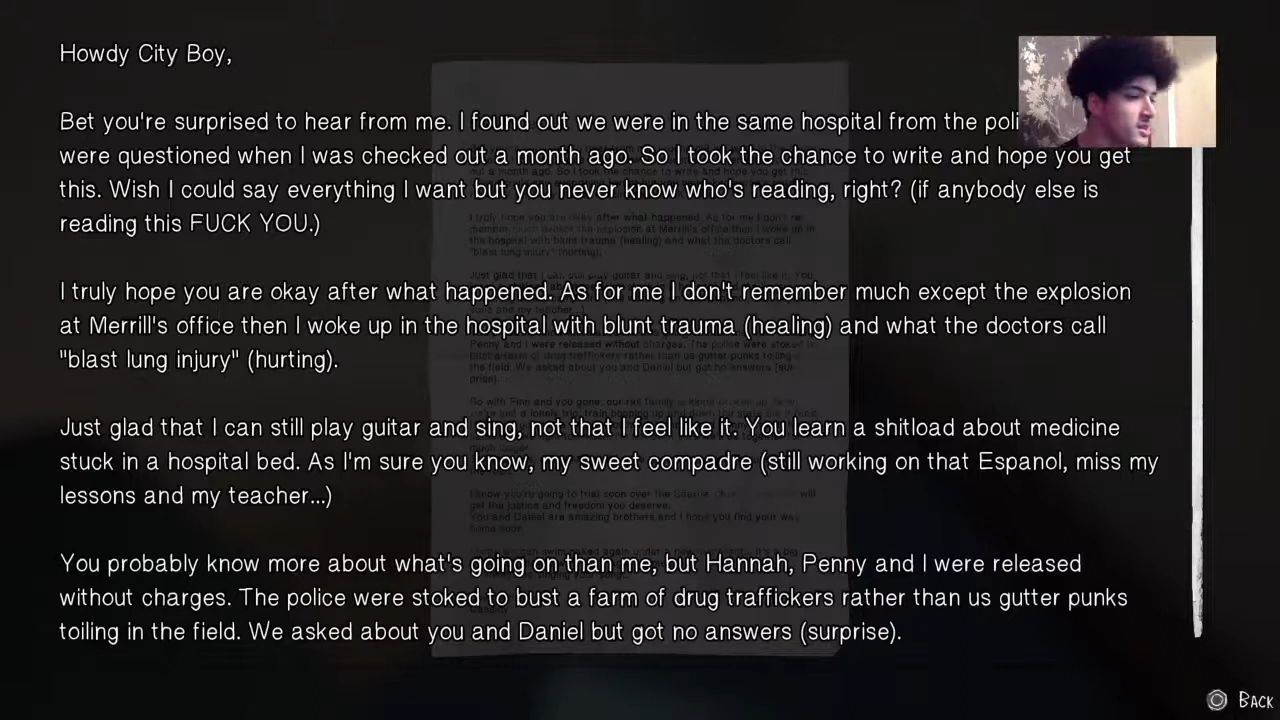 Howdy City Boy,
Bet you're surprised to hear from me. I found out we were in the same hospital from the poli
were questioned when I was checked out a month ago. So I took the chance to write and hope you get
this. Wish I could say everything I want but you never know who's reading, right? (if anybody else is
reading this FUCK YOU.)
I truly hope you are okay after what happened. As for me I don't remember much except the explosion
at Merrill's office then I woke up in the hospital with blunt trauma (healing) and what the doctors call
"blast lung injury" (hurting).
Just glad that I can still play guitar and sing, not that I feel like it. You learn a shitload about medicine
stuck in a hospital bed. As I'm sure you know, my sweet compadre (still working on that Espanol, miss my
lessons and my teacher...)
You probably know more about what's going on than me, but Hannah, Penny and I were released
without charges. The police were stoked to bust a farm of drug traffickers rather than us gutter punks
toiling in the field. We asked about you and Daniel but got no answers (surprise).
BACK